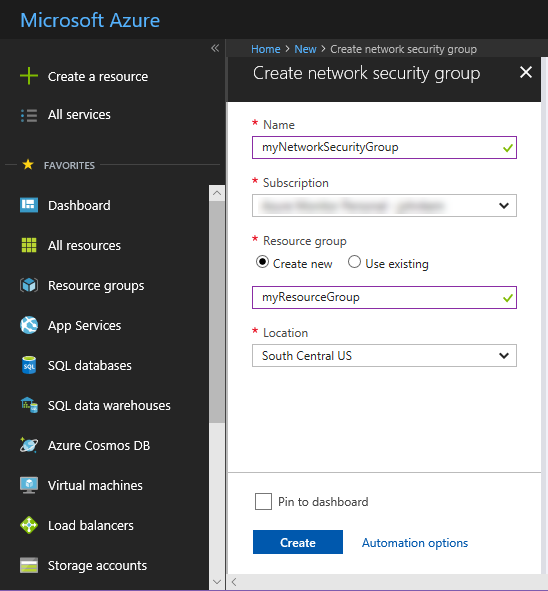 Microsoft Azure
Create a resource
All services
FAVORITES
Dashboard
All resources
Resource groups
App Services
SQL databases
SQL data warehouses
Azure Cosmos DB
Virtual machines
Load balancers
Storage accounts
Home > New > Create network security group
Create network security group
* Name
myNetworkSecurityGroup
* Subscription
* Resource group
Create new Use existing
myResourceGroup
* Location
South Central US
Pin to dashboard
Create Automation options